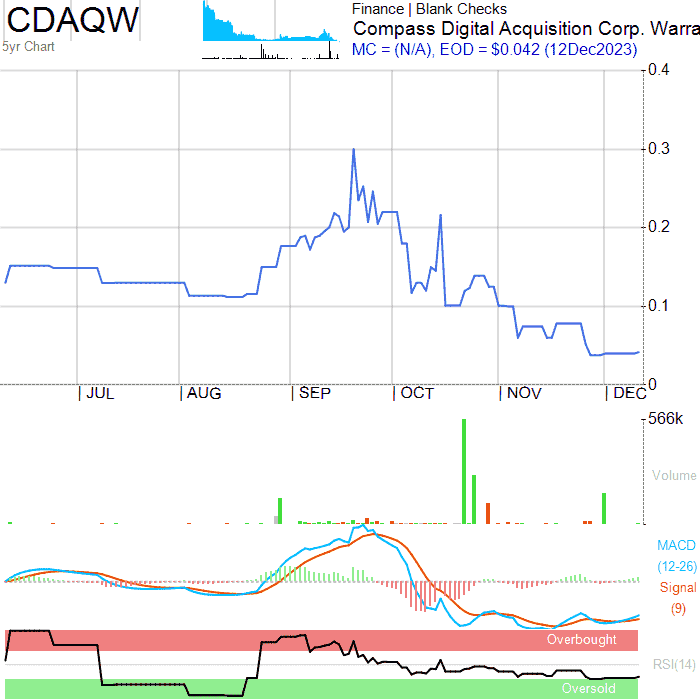 CDAQW
5yr Chart
Finance | Blank Checks
Compass Digital Acquisition Corp. Warra
MC = (N/A), EOD = $0.042 (12Dec2023)
0.4
0.3
0.2
0.1
0
| JUL | AUG | SEP | OCT | NOV | DEC
566k
Volume
MACD
(12-26)
Signal
(9)
Overbought
RSI(14)
Oversold